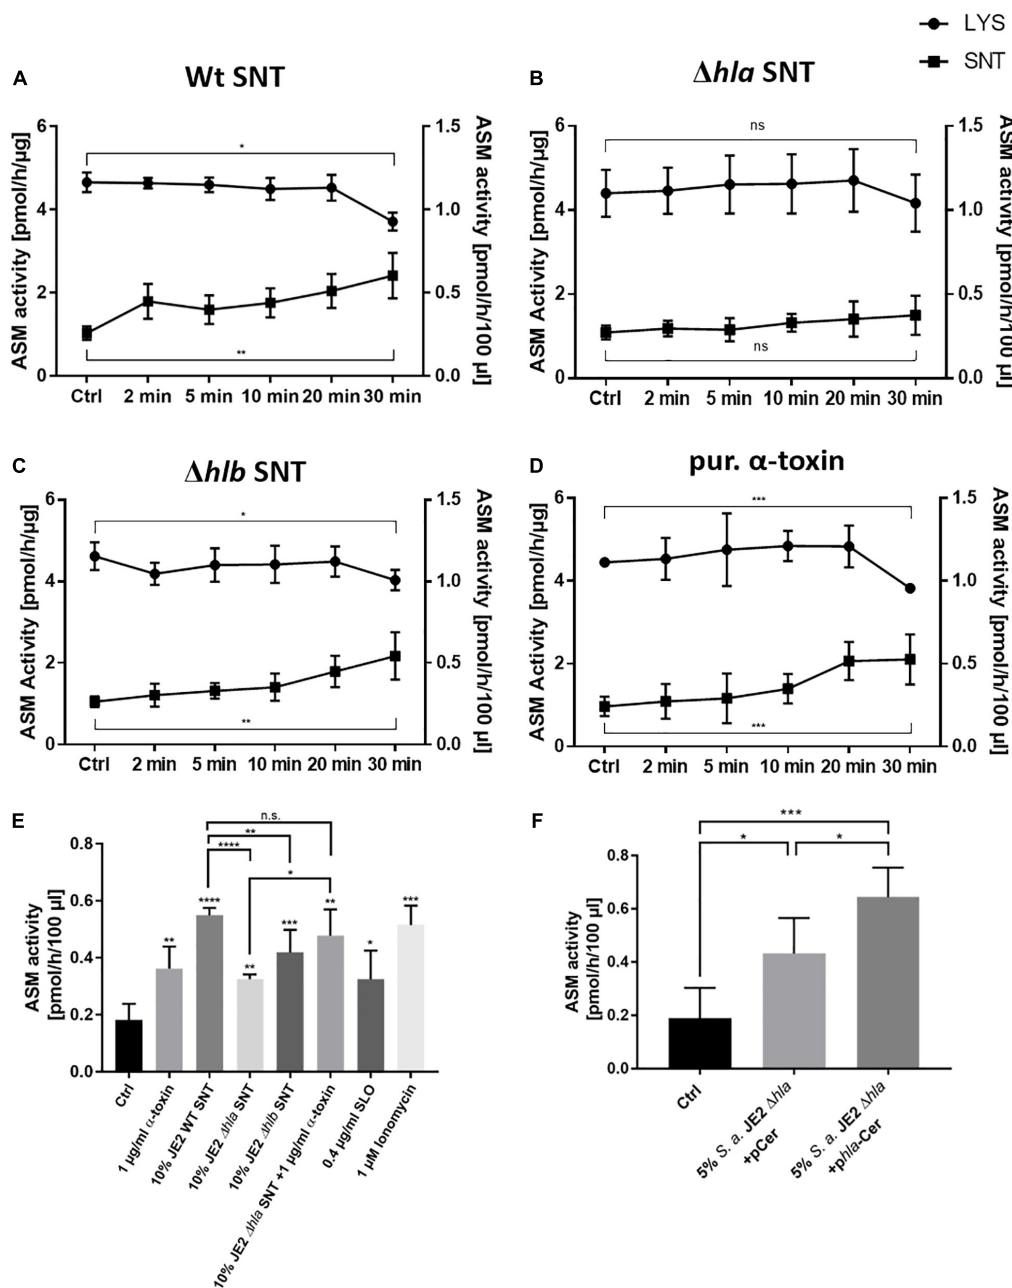 LYS
SNT
A
Wt SNT
ASM activity [pmol/h/µg]
6
4
2
0
*
**
1.5
1.0
0.5
0.0
ASM activity [pmol/h/100 µl]
Ctrl 2 min 5 min 10 min 20 min 30 min
B
Δhla SNT
ASM Activity [pmol/h/µg]
6
4
2
0
ns
ns
1.5
1.0
0.5
0.0
ASM activity [pmol/h/100 µl]
Ctrl 2 min 5 min 10 min 20 min 30 min
C
Δhlb SNT
ASM Activity [pmol/h/µg]
6
4
2
0
*
**
1.5
1.0
0.5
0.0
ASM activity [pmol/h/100 µl]
Ctrl 2 min 5 min 10 min 20 min 30 min
D
pur. α-toxin
ASM Activity [pmol/h/µg]
6
4
2
0
***
***
1.5
1.0
0.5
0.0
ASM activity [pmol/h/100 µl]
Ctrl 2 min 5 min 10 min 20 min 30 min
E
ASM activity
[pmol/h/100 µl]
0.8
0.6
0.4
0.2
0.0
n.s.
**
****
*
**
****
**
***
**
*
***
Ctrl
1 µg/ml α-toxin
10% JE2 WT SNT
10% JE2 Δhla SNT
10% JE2 Δhlb SNT
10% JE2 Δhla SNT +1 µg/ml α-toxin
0.4 µg/ml SLO
1 µM Ionomycin
F
ASM activity
[pmol/h/100 µl]
0.8
0.6
0.4
0.2
0.0
***
*
*
Ctrl
5% S. a. JE2 Δhla
+pCer
5% S. a. JE2 Δhla
+phla-Cer